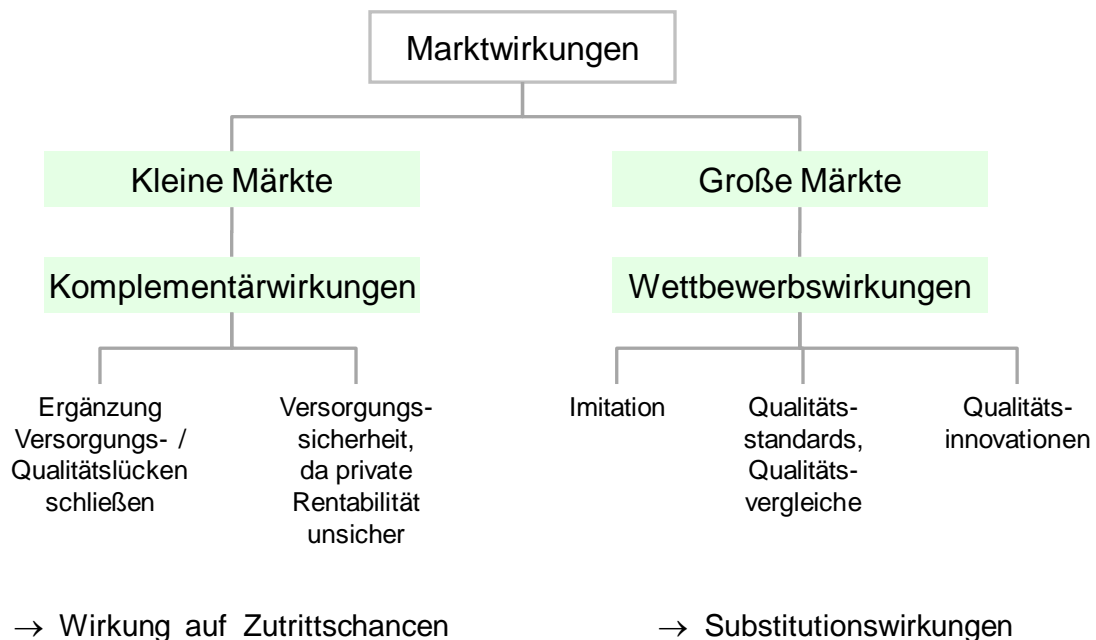 Marktwirkungen
Kleine Märkte
Große Märkte
Komplementärwirkungen
Wettbewerbswirkungen
Ergänzung
Versorgungs- /
Qualitätslücken
schließen
Versorgungs-
sicherheit,
da private
Rentabilität
unsicher
Imitation
Qualitäts-
standards,
Qualitäts-
vergleiche
Qualitäts-
innovationen
→ Wirkung auf Zutrittschancen
→ Substitutionswirkungen